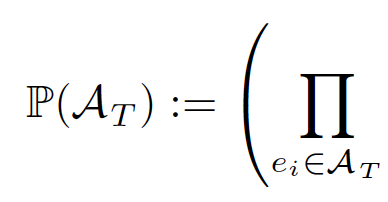 ℙ(𝒜_T) := ( ∏_{e_i ∈ 𝒜_T}